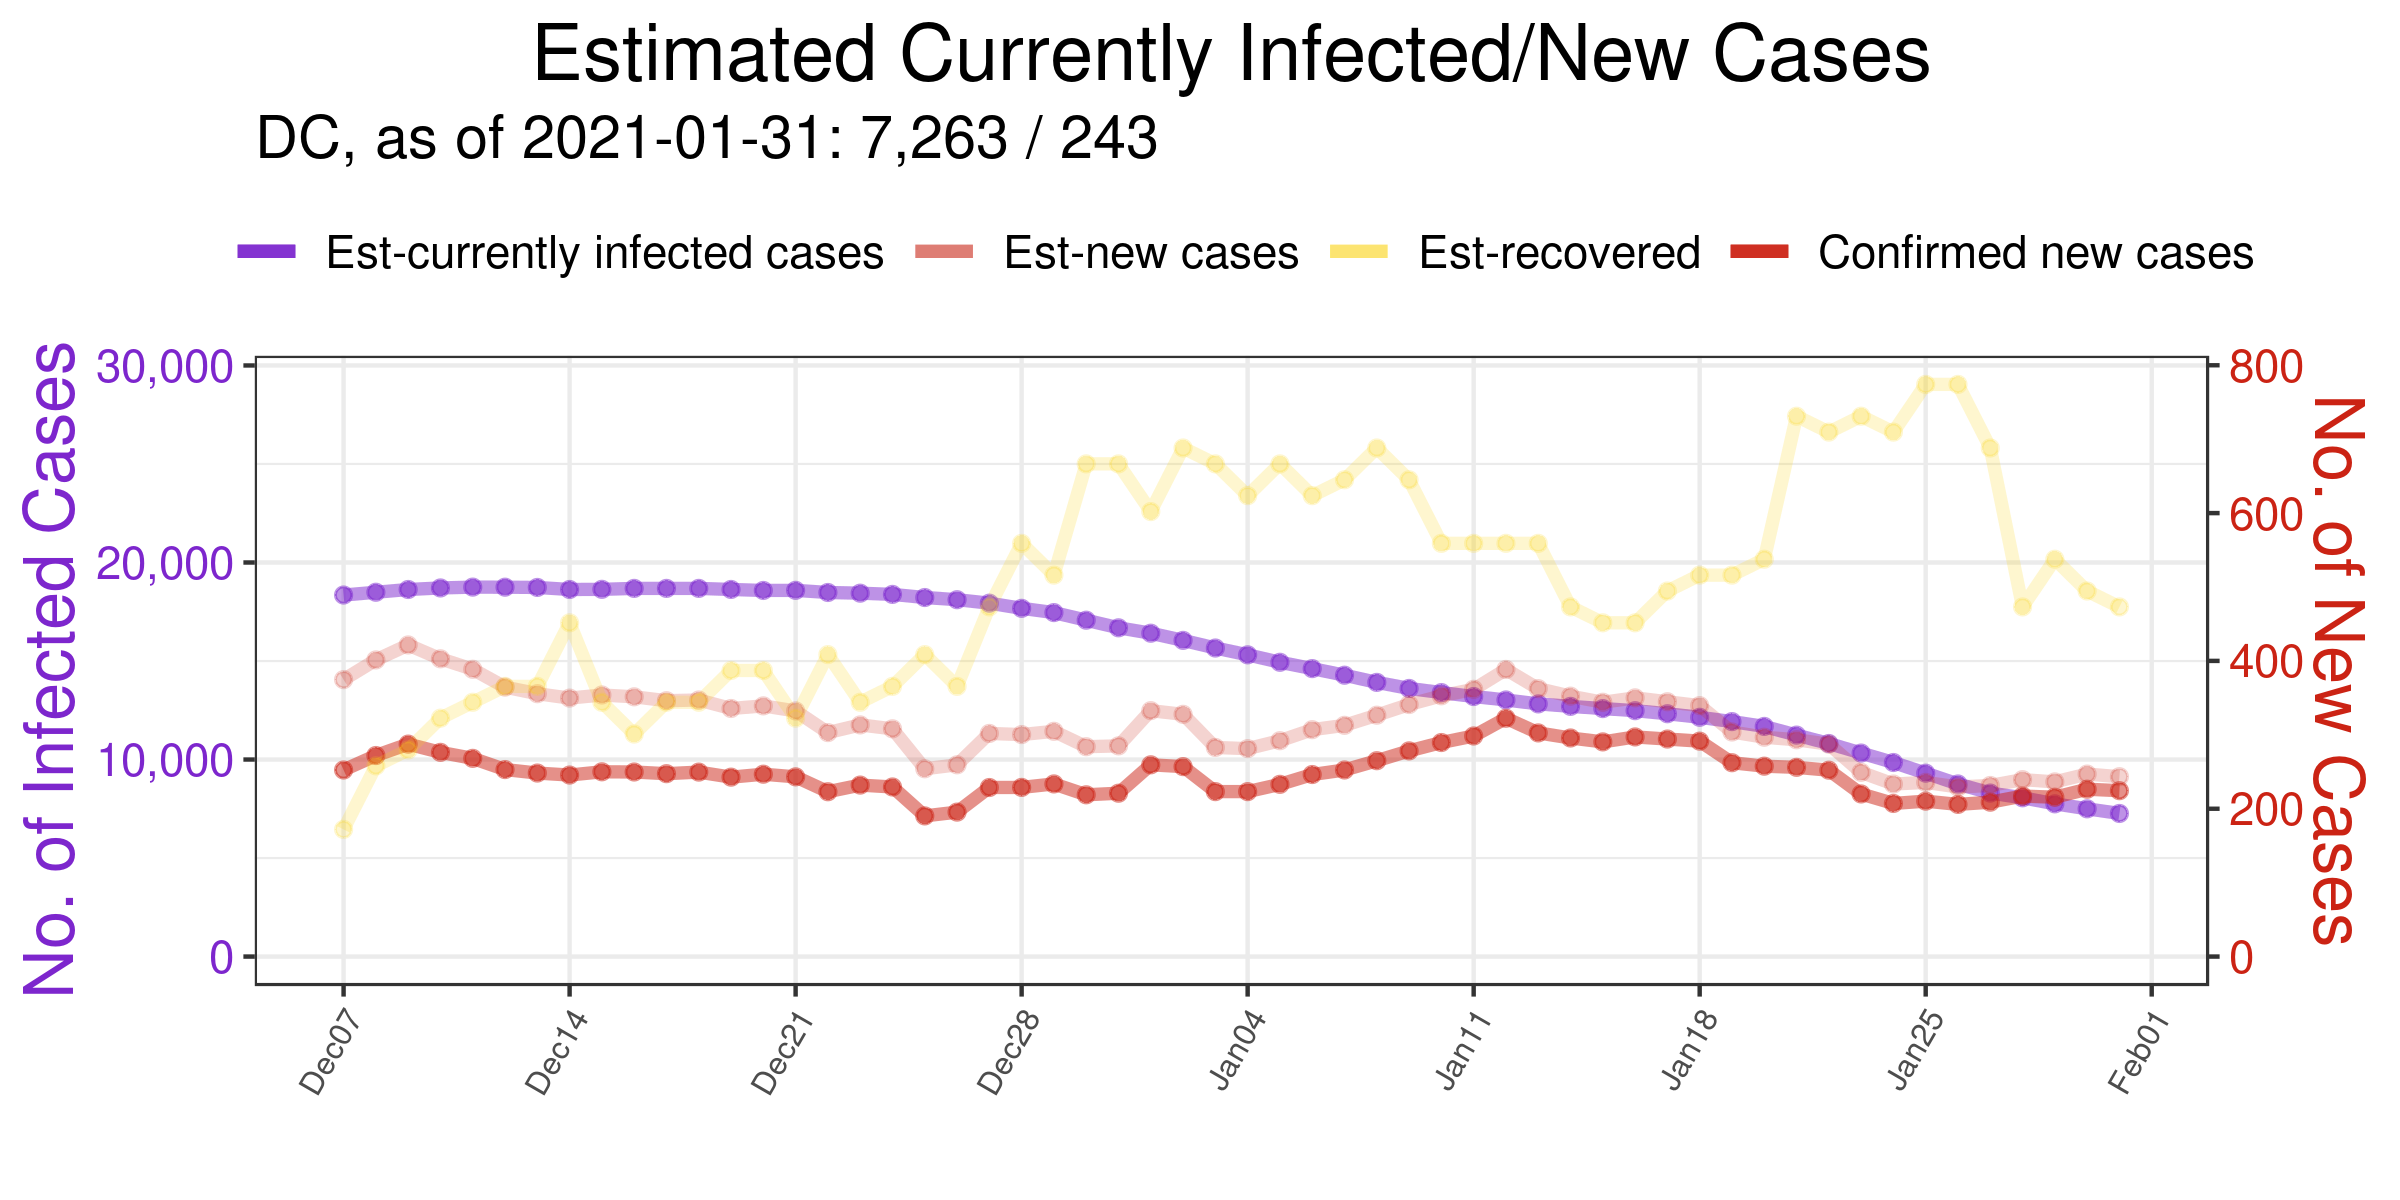 Estimated Currently Infected/New Cases
DC, as of 2021-01-31: 7,263 / 243
Est-currently infected cases Est-new cases Est-recovered Confirmed new cases
No. of Infected Cases
30,000
20,000
10,000
0
800
600
400
200
0
No. of New Cases
Dec07 Dec14 Dec21 Dec28 Jan04 Jan11 Jan18 Jan25 Feb01